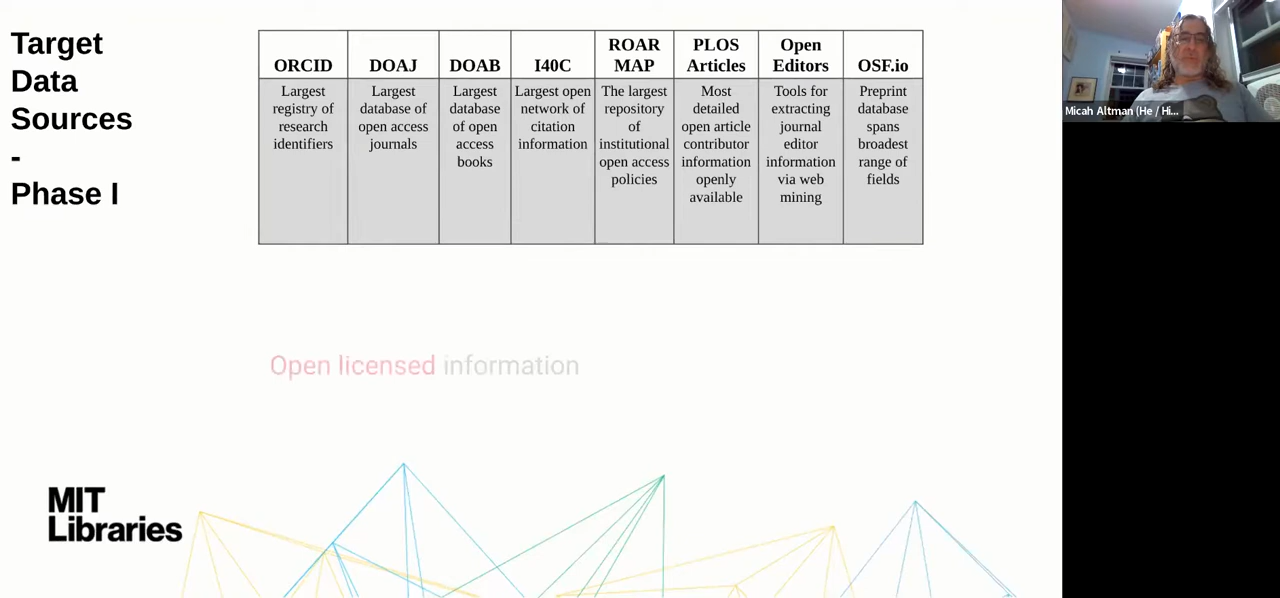 Target
Data
Sources
-
Phase I
ORCID
DOAJ
DOAB
I40C
ROAR
MAP
PLOS
Articles
Open
Editors
OSF.io
Largest
registry of
research
identifiers
Largest
database of
open access
journals
Largest
database
of open
access
books
Largest open
network of
citation
information
The largest
repository
of
institutional
open access
policies
Most
detailed
open article
contributor
information
openly
available
Tools for
extracting
journal
editor
information
via web
mining
Preprint
database
spans
broadest
range of
fields
Open licensed information
MIT
Libraries
Micah Altman (He / Hi...